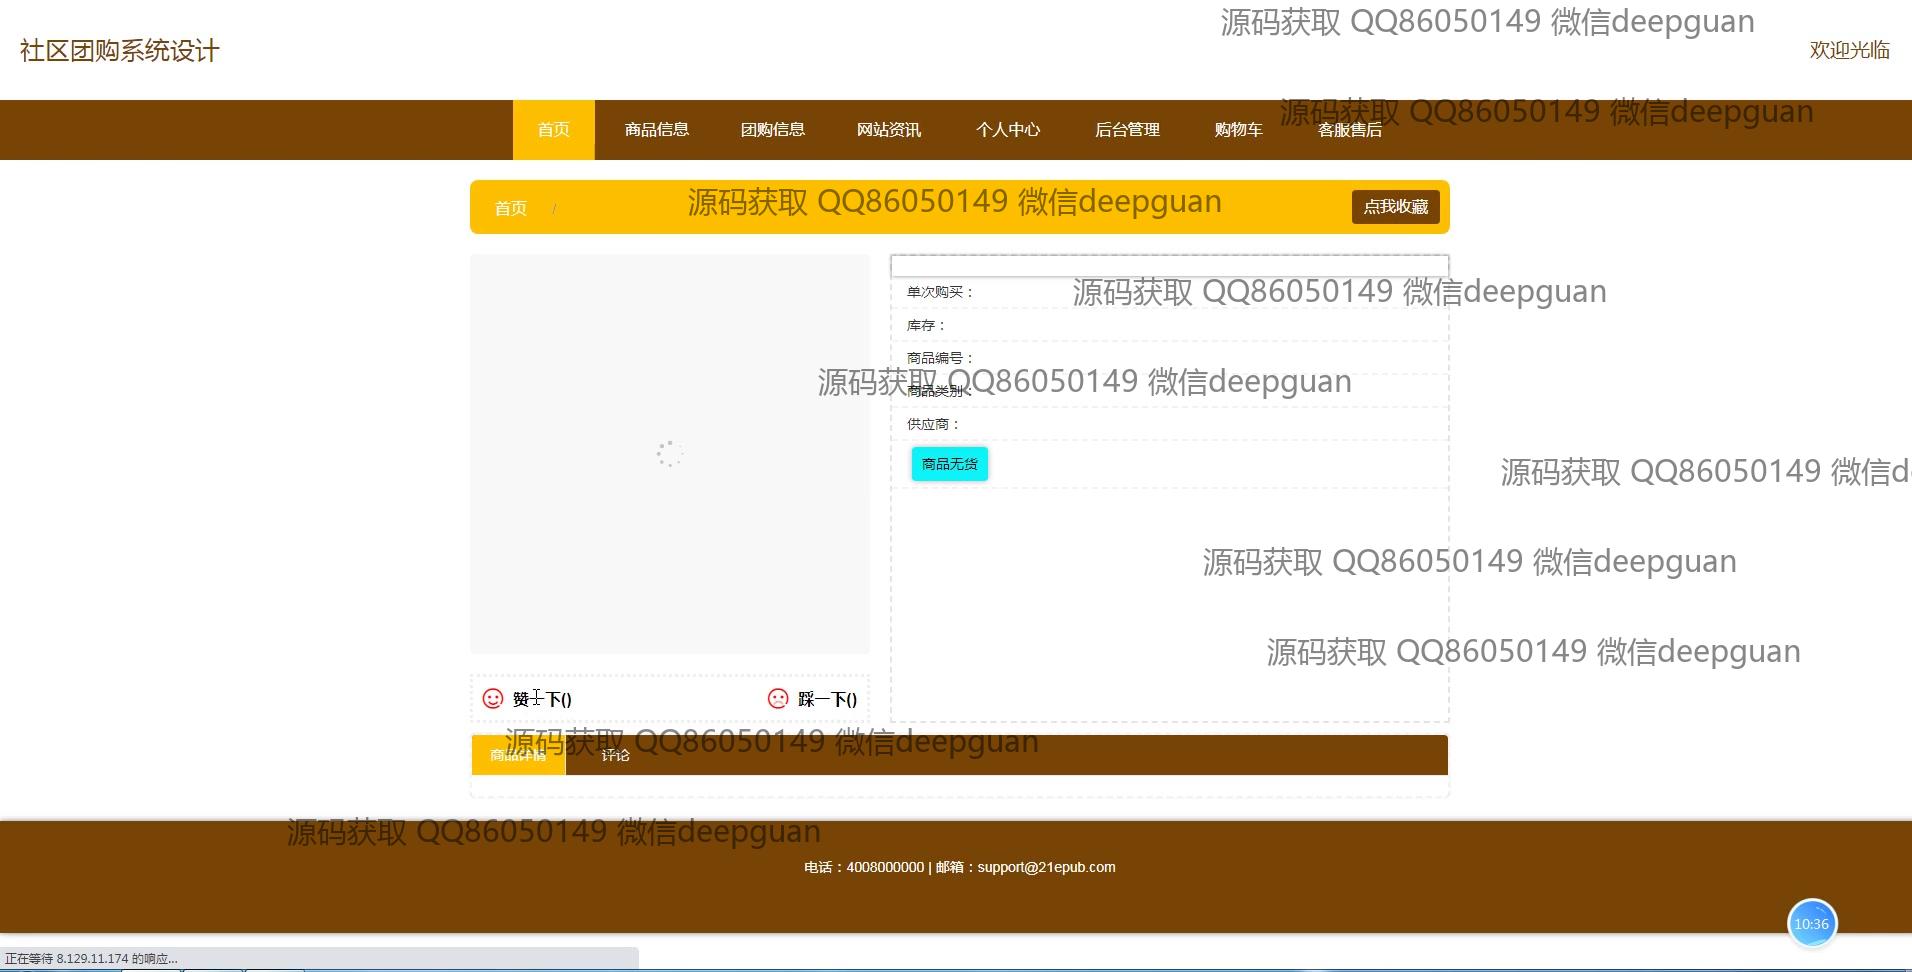 源码获取 QQ86050149 微信deepguan
社区团购系统设计
欢迎光临
源码获取 QQ86050149 微信deepguan
首页 商品信息 团购信息 网站资讯 个人中心 后台管理 购物车 客服售后
源码获取 QQ86050149 微信deepguan
首页 / 点我收藏
单次购买：
源码获取 QQ86050149 微信deepguan
库存：
商品编号：
源码获取 QQ86050149 微信deepguan
商品类别：
供应商：
商品无货
源码获取 QQ86050149 微信d
源码获取 QQ86050149 微信deepguan
源码获取 QQ86050149 微信deepguan
赞一下() 踩一下()
源码获取 QQ86050149 微信deepguan
商品详情 评论
源码获取 QQ86050149 微信deepguan
电话：4008000000 | 邮箱：support@21epub.com
10:36
正在等待 8.129.11.174 的响应...